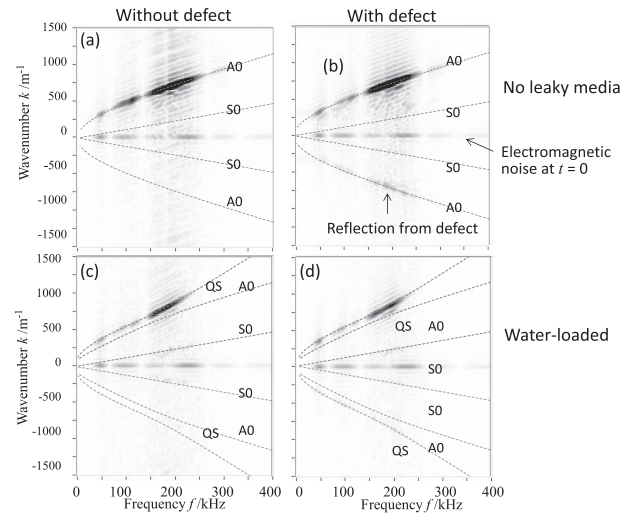 Without defect
With defect
(a)
1500
1000
500
0
-500
-1000
-1500
Wavenumber k /m-1
A0
S0
S0
A0
(b)
A0
S0
S0
A0
No leaky media
Electromagnetic
noise at t = 0
Reflection from defect
(c)
1500
1000
500
0
-500
-1000
-1500
Wavenumber k /m-1
QS A0
S0
S0
QS A0
0 100 200 300 400
Frequency f /kHz
(d)
QS A0
S0
S0
QS A0
0 100 200 300 400
Frequency f /kHz
Water-loaded